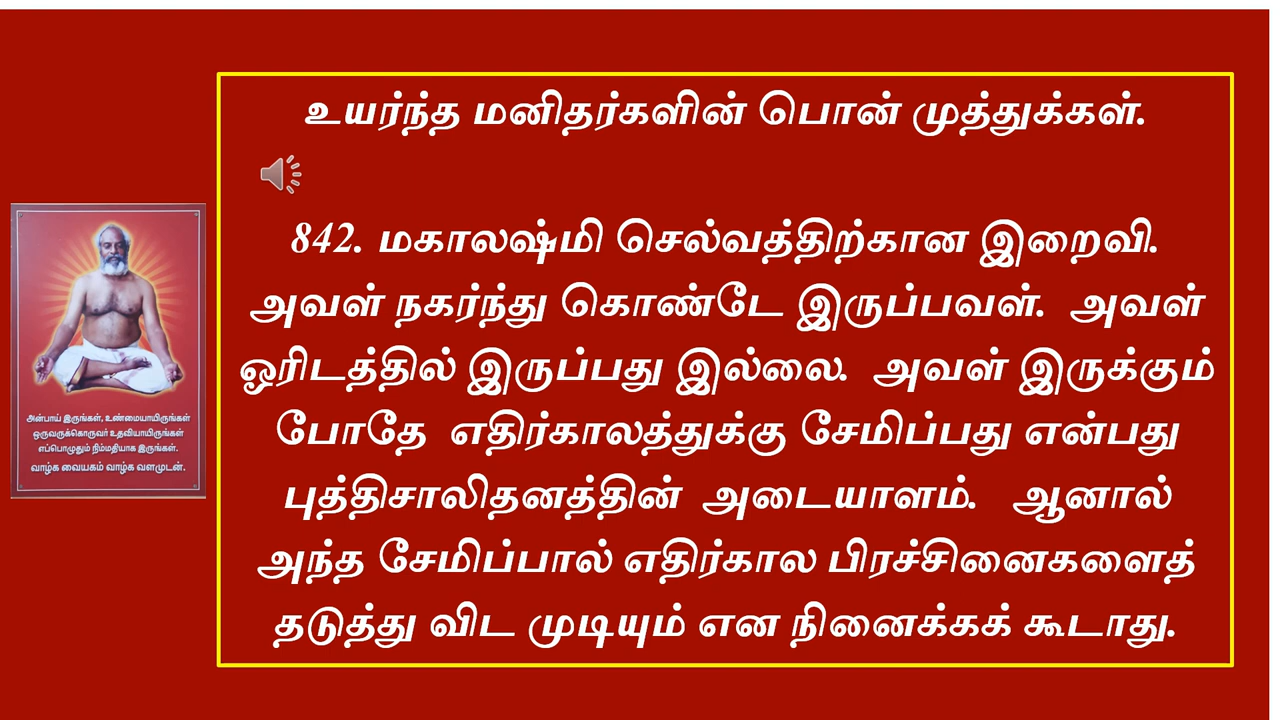 உயர்ந்த மனிதர்களின் பொன் முத்துக்கள்.
842. மகாலஷ்மி செல்வத்திற்கான இறைவி.
அவள் நகர்ந்து கொண்டே இருப்பவள். அவள்
ஓரிடத்தில் இருப்பது இல்லை. அவள் இருக்கும்
போதே எதிர்காலத்துக்கு சேமிப்பது என்பது
புத்திசாலிதனத்தின் அடையாளம். ஆனால்
அந்த சேமிப்பால் எதிர்கால பிரச்சினைகளைத்
தடுத்து விட முடியும் என நினைக்கக் கூடாது.
அன்பாய் இருங்கள், உண்மையாயிருங்கள்
ஒருவருக்கொருவர் உதவியாயிருங்கள்
எப்பொழுதும் நிம்மதியாக இருங்கள்.
வாழ்க வையகம் வாழ்க வளமுடன்.